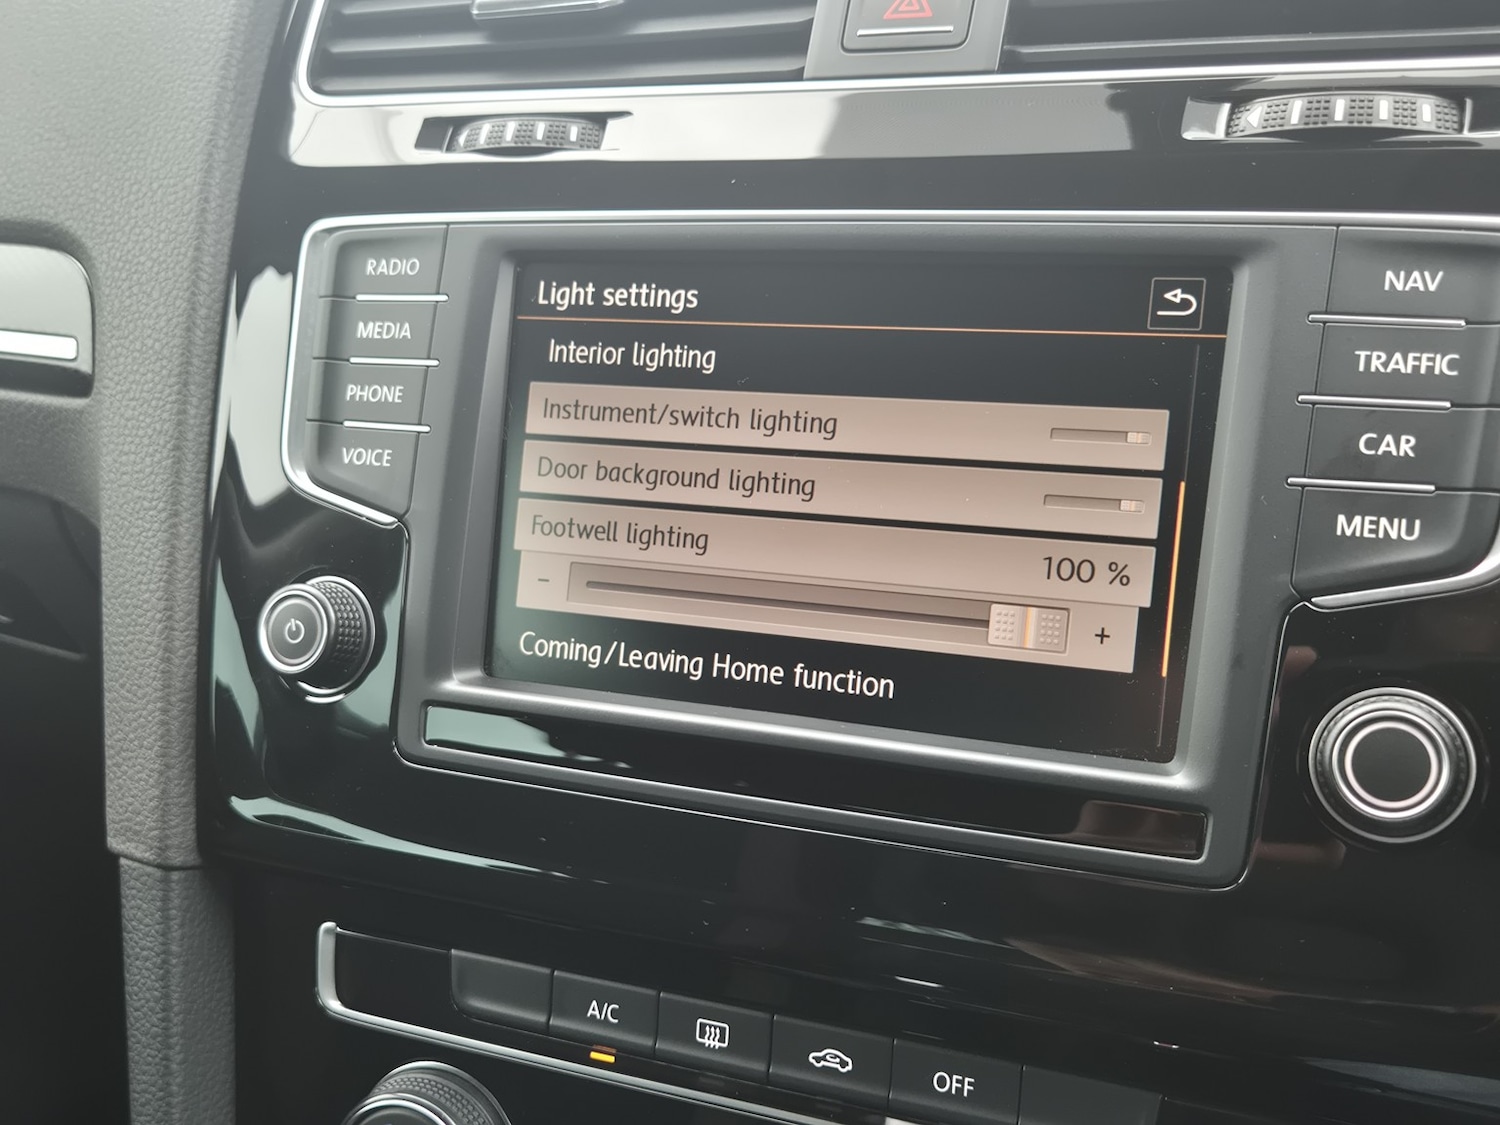 RADIO
MEDIA
PHONE
VOICE
Light settings
Interior lighting
Instrument/switch lighting
Door background lighting
Footwell lighting
100 %
- +
Coming/Leaving Home function
NAV
TRAFFIC
CAR
MENU
A/C
OFF